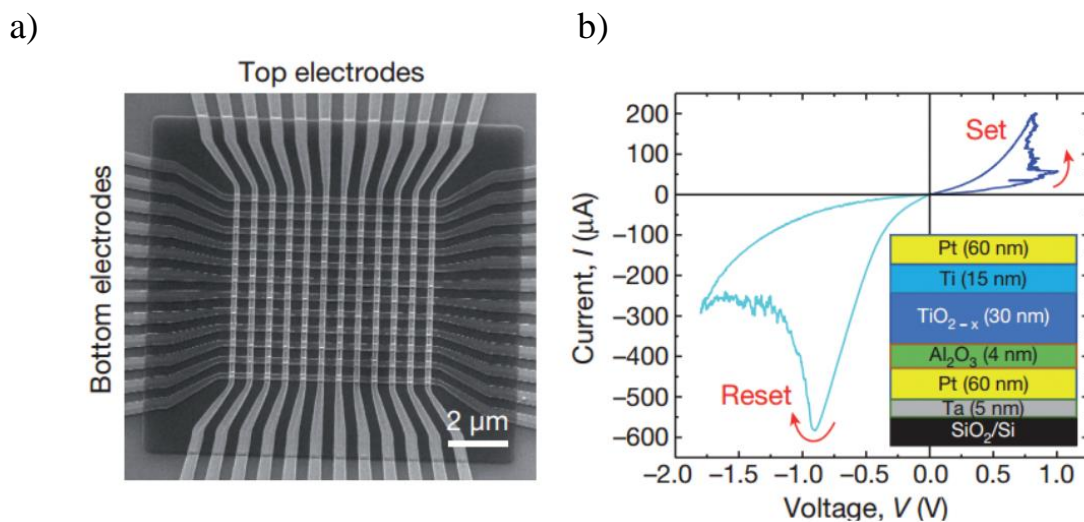 a)
b)
Top electrodes
Bottom electrodes
2 μm
200
100
0
−100
−200
−300
−400
−500
−600
Current, I (μA)
Set
Reset
Pt (60 nm)
Ti (15 nm)
TiO₂₋ₓ (30 nm)
Al₂O₃ (4 nm)
Pt (60 nm)
Ta (5 nm)
SiO₂/Si
−2.0 −1.5 −1.0 −0.5 0.0 0.5 1.0
Voltage, V (V)